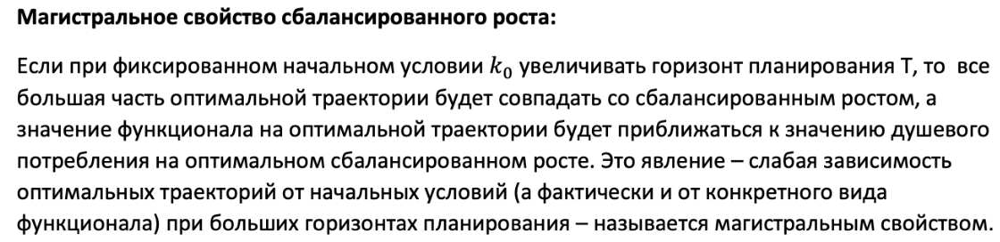 Магистральное свойство сбалансированного роста:
Если при фиксированном начальном условии k₀ увеличивать горизонт планирования Т, то все
большая часть оптимальной траектории будет совпадать со сбалансированным ростом, а
значение функционала на оптимальной траектории будет приближаться к значению душевого
потребления на оптимальном сбалансированном росте. Это явление – слабая зависимость
оптимальных траекторий от начальных условий (а фактически и от конкретного вида
функционала) при больших горизонтах планирования – называется магистральным свойством.